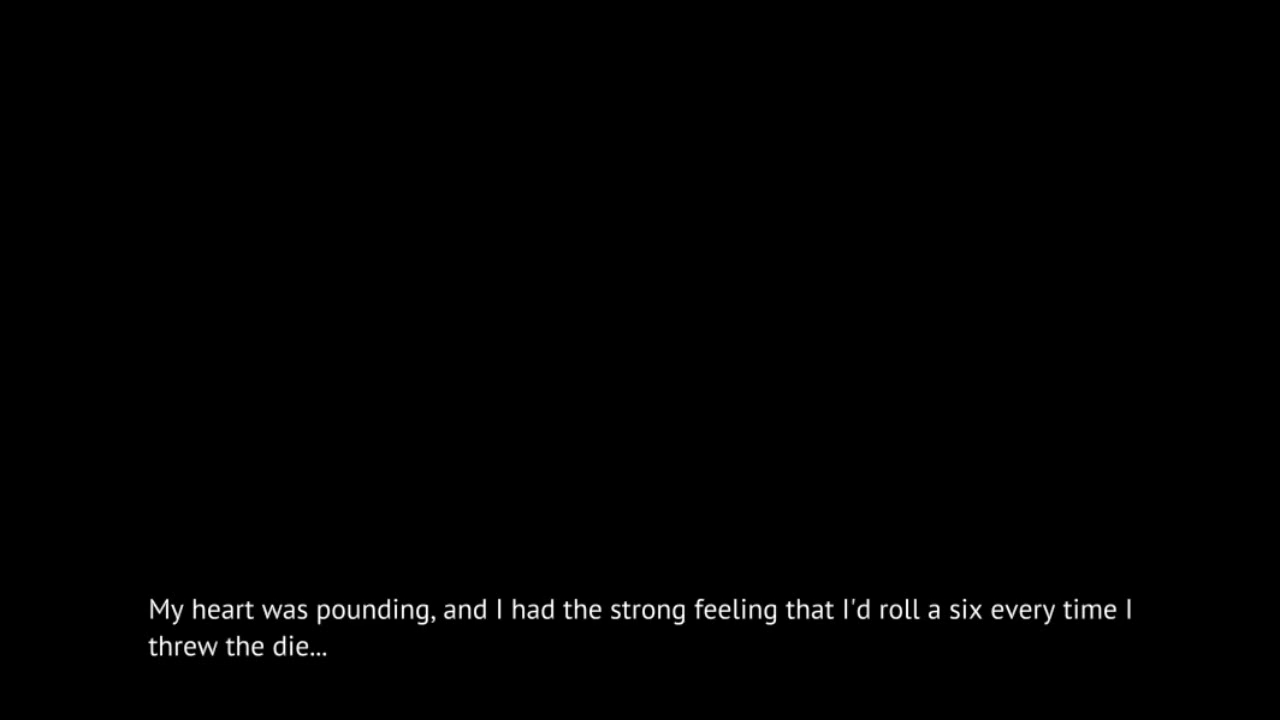 My heart was pounding, and I had the strong feeling that I'd roll a six every time I
threw the die...